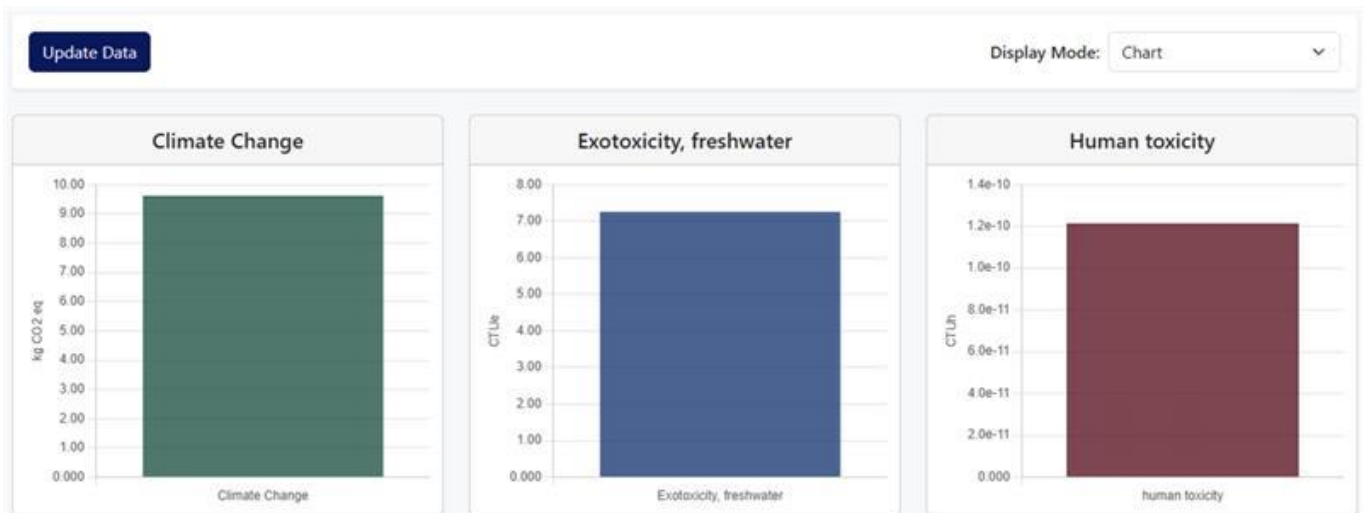 Update Data
Display Mode: Chart
Climate Change
10.00
9.00
8.00
7.00
6.00
5.00
4.00
3.00
2.00
1.00
0.000
kg CO2 eq
Climate Change
Exotoxicity, freshwater
8.00
7.00
6.00
5.00
4.00
3.00
2.00
1.00
0.000
CTUe
Exotoxicity, freshwater
Human toxicity
1.4e-10
1.2e-10
1.0e-10
8.0e-11
6.0e-11
4.0e-11
2.0e-11
0.000
CTUh
human toxicity